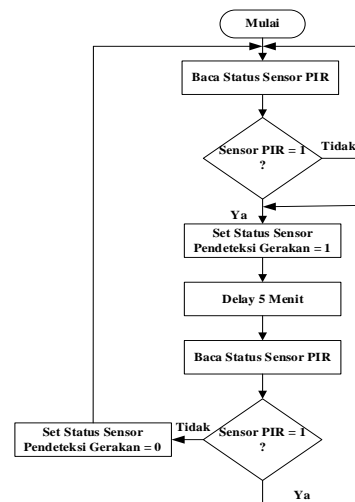 Mulai
Baca Status Sensor PIR
Sensor PIR = 1
?
Tidak
Ya
Set Status Sensor
Pendeteksi Gerakan = 1
Delay 5 Menit
Baca Status Sensor PIR
Sensor PIR = 1
?
Tidak
Set Status Sensor
Pendeteksi Gerakan = 0
Ya